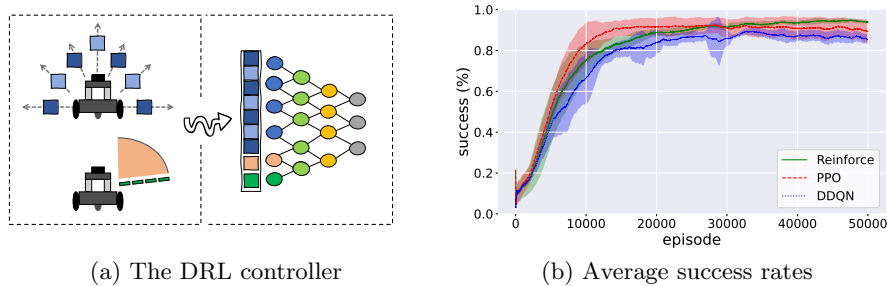 success (%)
1.0
0.8
0.6
0.4
0.2
0.0
Reinforce
PPO
DDQN
0 10000 20000 30000 40000 50000
episode
(a) The DRL controller
(b) Average success rates